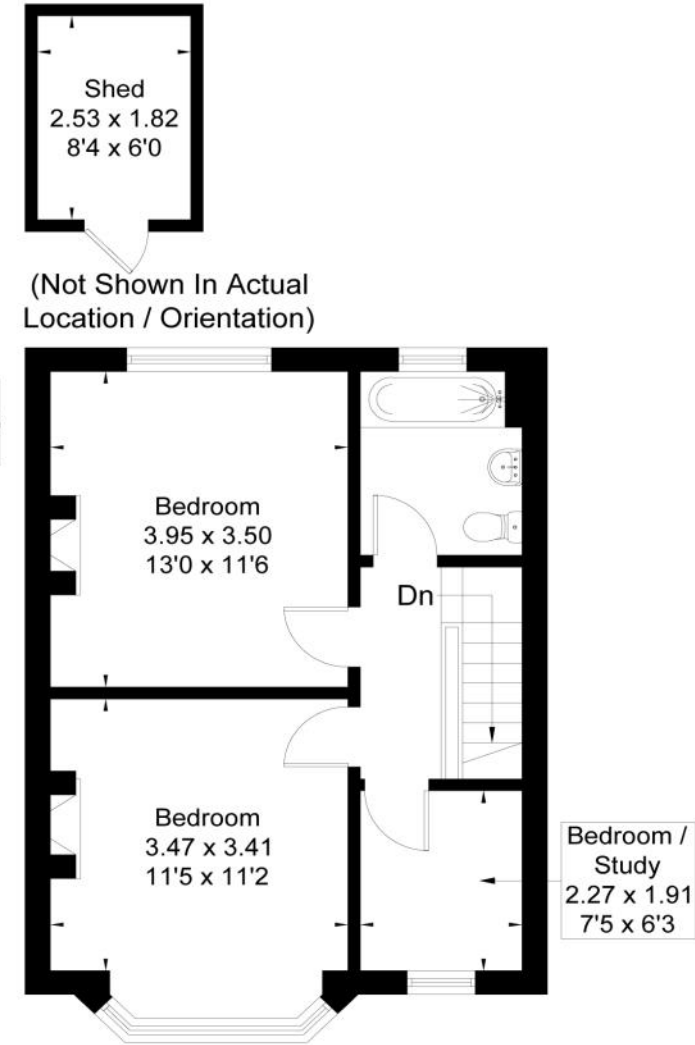 Shed
2.53 x 1.82
8'4 x 6'0
(Not Shown In Actual
Location / Orientation)
Bedroom
3.95 x 3.50
13'0 x 11'6
Dn
Bedroom
3.47 x 3.41
11'5 x 11'2
Bedroom /
Study
2.27 x 1.91
7'5 x 6'3